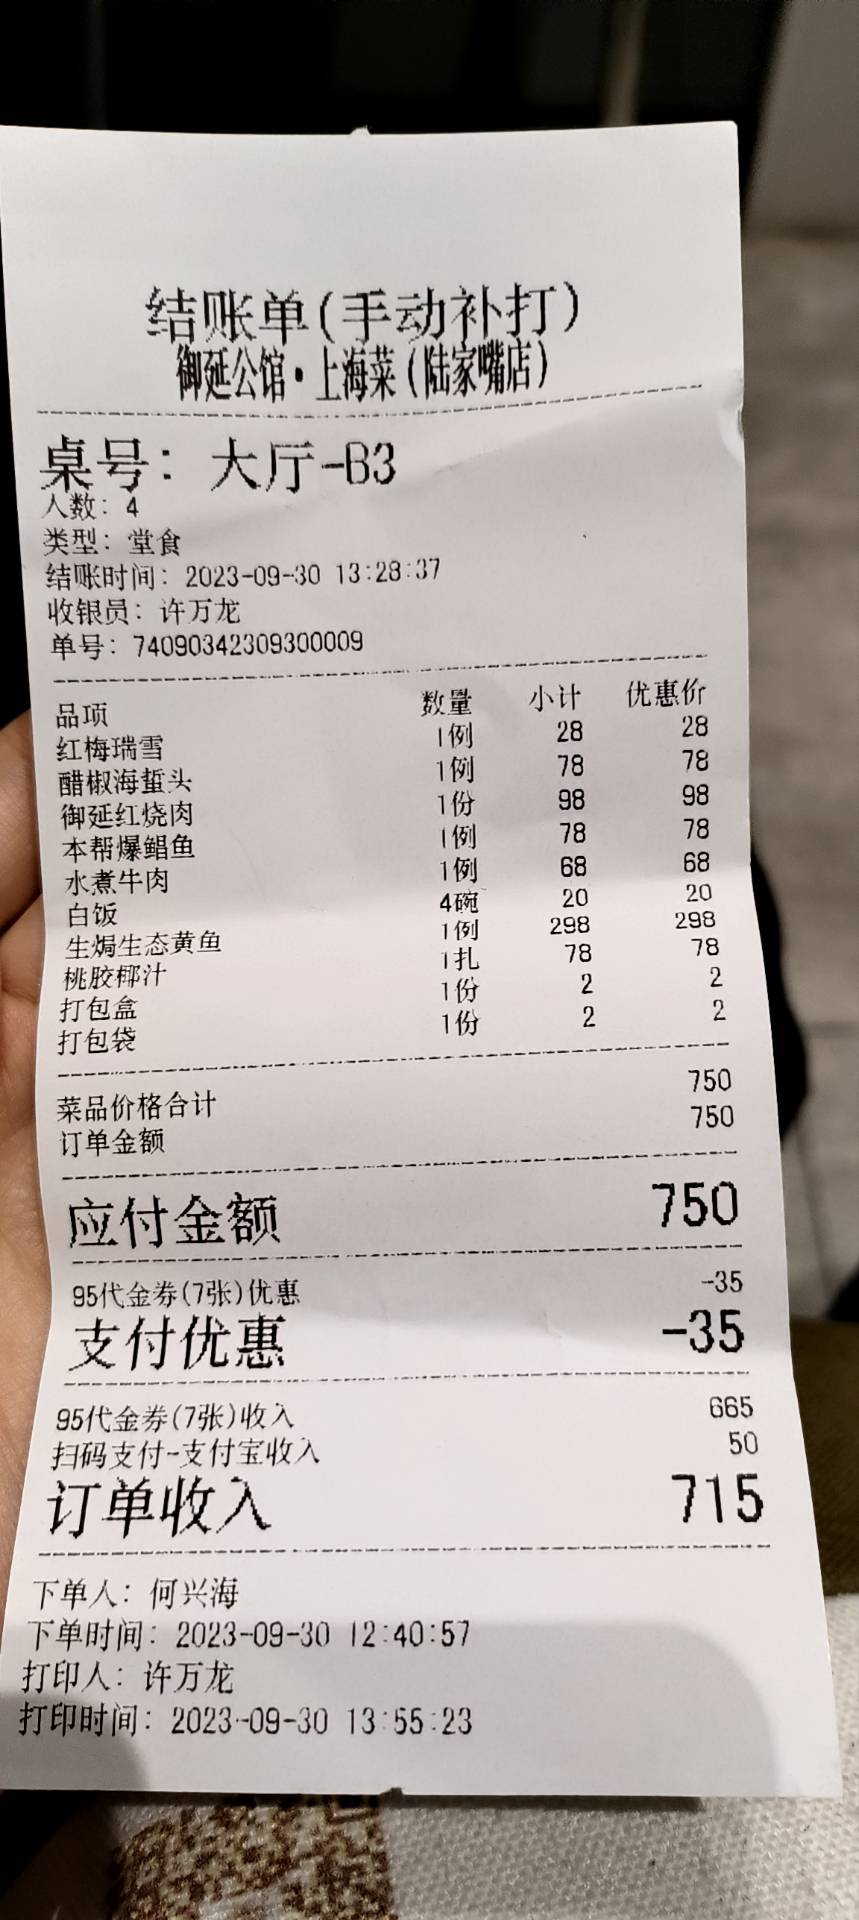 结账单(手动补打)
御延公馆·上海菜(陆家嘴店)
桌号: 大厅-B3
人数: 4
类型: 堂食
结账时间: 2023-09-30 13:28:37
收银员: 许万龙
单号: 74090342309300009
品项 数量 小计 优惠价
红梅瑞雪 1例 28 28
醋椒海蜇头 1例 78 78
御延红烧肉 1份 98 98
本帮爆鲳鱼 1例 78 78
水煮牛肉 1例 68 68
白饭 4碗 20 20
生焗生态黄鱼 1例 298 298
桃胶椰汁 1扎 78 78
打包盒 1份 2 2
打包袋 1份 2 2
菜品价格合计 750
订单金额 750
应付金额 750
95代金券(7张)优惠 -35
支付优惠 -35
95代金券(7张)收入 665
扫码支付-支付宝收入 50
订单收入 715
下单人: 何兴海
下单时间: 2023-09-30 12:40:57
打印人: 许万龙
打印时间: 2023-09-30 13:55:23